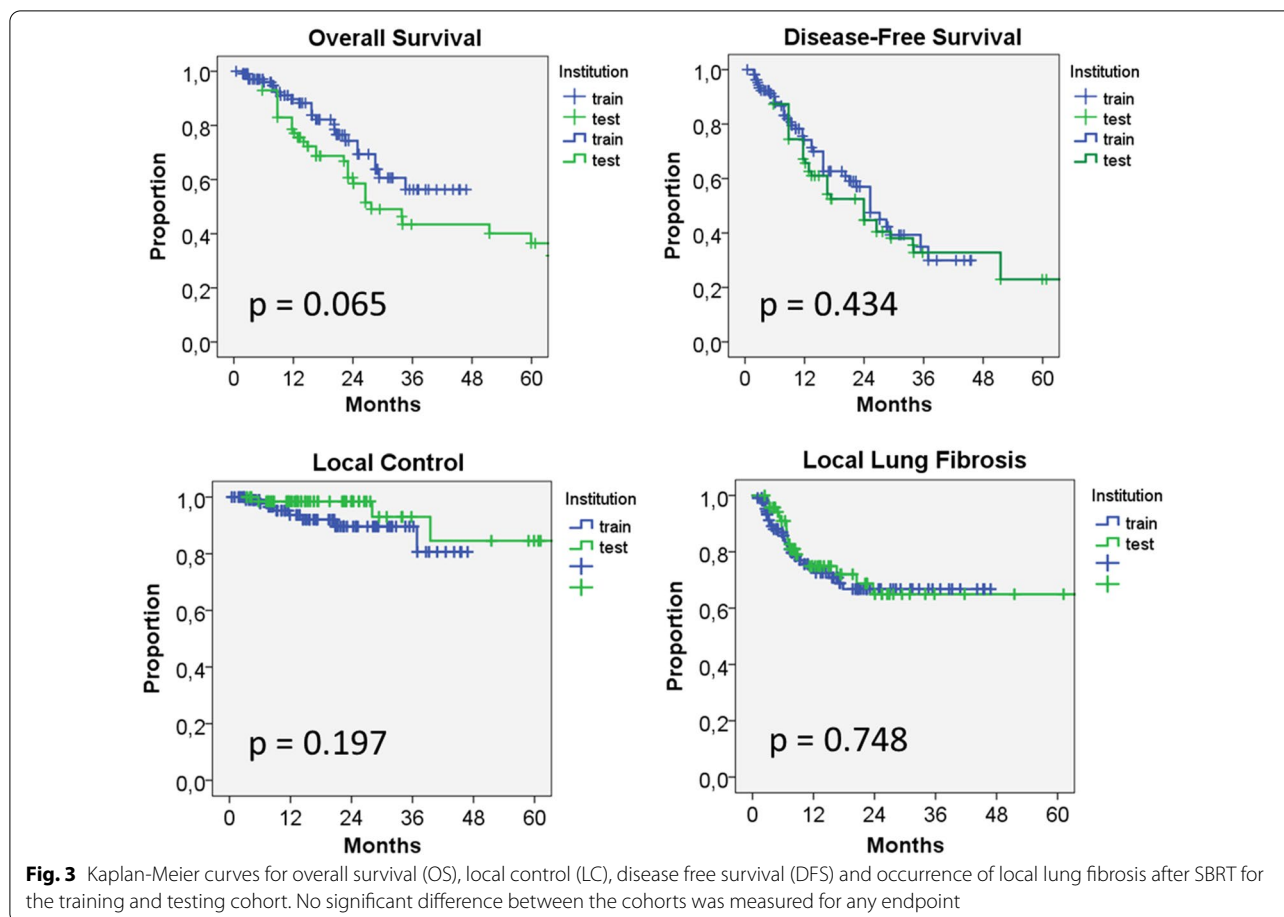 Overall Survival
1,0
0,8
0,6
0,4
0,2
0,0
Proportion
p = 0.065
0 12 24 36 48 60
Months
Institution
train
test
train
test
Disease-Free Survival
1,0
0,8
0,6
0,4
0,2
0,0
Proportion
p = 0.434
0 12 24 36 48 60
Months
Institution
train
test
train
test
Local Control
1,0
0,8
0,6
0,4
0,2
0,0
Proportion
p = 0.197
0 12 24 36 48 60
Months
Institution
train
test
Local Lung Fibrosis
1,0
0,8
0,6
0,4
0,2
0,0
Proportion
p = 0.748
0 12 24 36 48 60
Months
Institution
train
test
Fig. 3 Kaplan-Meier curves for overall survival (OS), local control (LC), disease free survival (DFS) and occurrence of local lung fibrosis after SBRT for
the training and testing cohort. No significant difference between the cohorts was measured for any endpoint